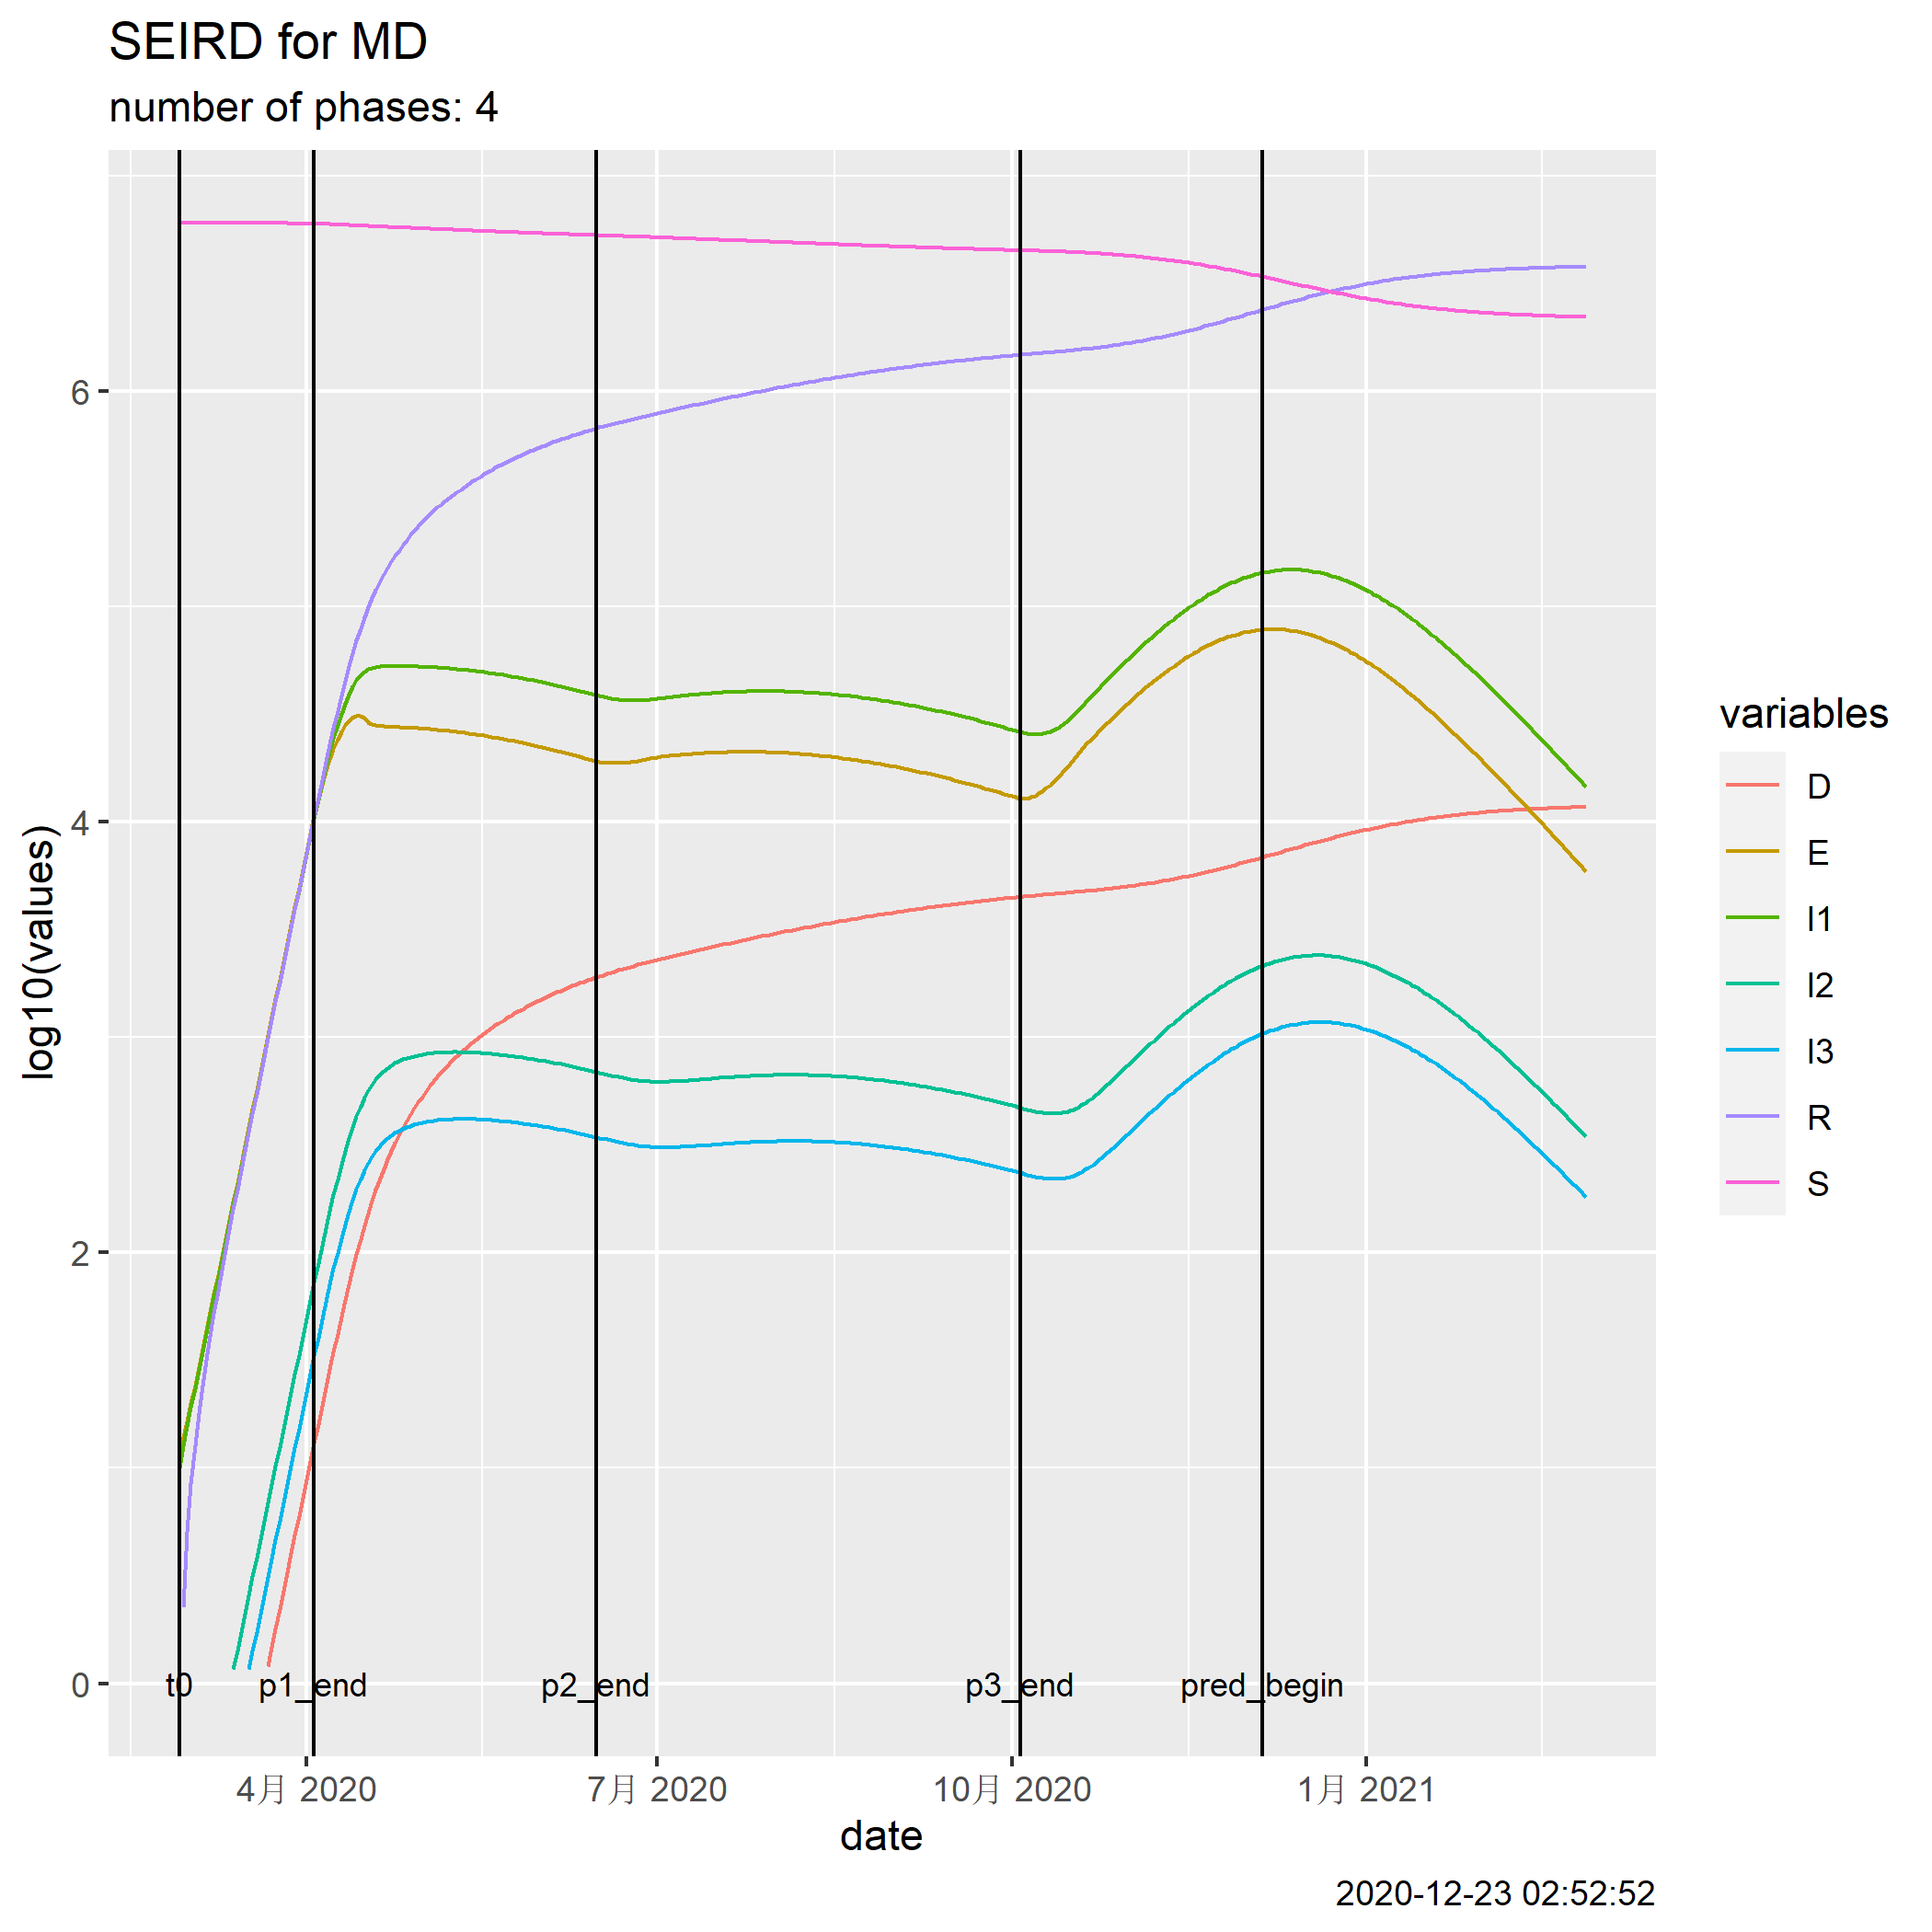 SEIRD for MD
number of phases: 4
log10(values)
6
4
2
0
t0
p1_end
p2_end
p3_end
pred_begin
4月 2020
7月 2020
10月 2020
1月 2021
date
variables
D
E
I1
I2
I3
R
S
2020-12-23 02:52:52